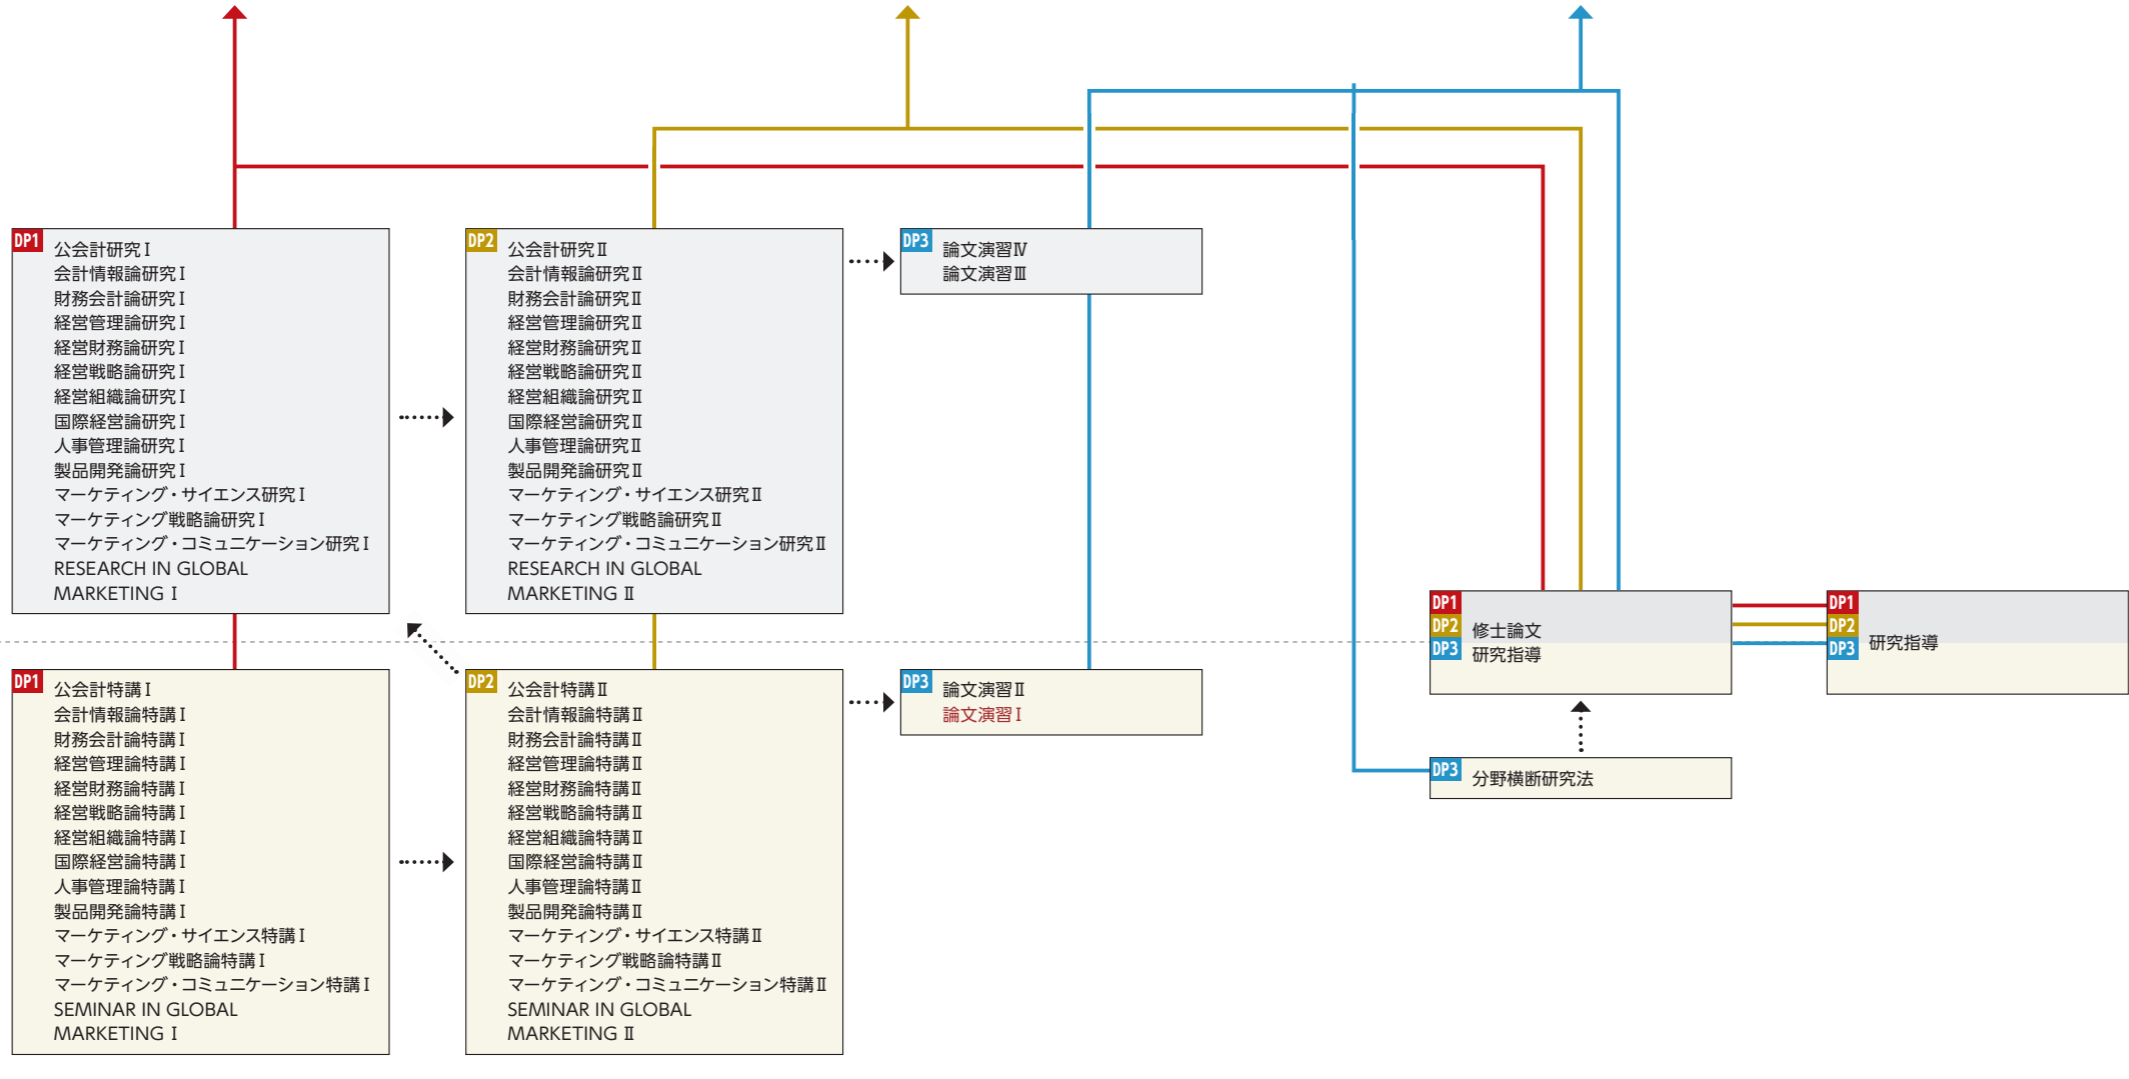 DP1
公会計研究Ⅰ
会計情報論研究Ⅰ
財務会計論研究Ⅰ
経営管理論研究Ⅰ
経営財務論研究Ⅰ
経営戦略論研究Ⅰ
経営組織論研究Ⅰ
国際経営論研究Ⅰ
人事管理論研究Ⅰ
製品開発論研究Ⅰ
マーケティング・サイエンス研究Ⅰ
マーケティング戦略論研究Ⅰ
マーケティング・コミュニケーション研究Ⅰ
RESEARCH IN GLOBAL
MARKETING Ⅰ
DP2
公会計研究Ⅱ
会計情報論研究Ⅱ
財務会計論研究Ⅱ
経営管理論研究Ⅱ
経営財務論研究Ⅱ
経営戦略論研究Ⅱ
経営組織論研究Ⅱ
国際経営論研究Ⅱ
人事管理論研究Ⅱ
製品開発論研究Ⅱ
マーケティング・サイエンス研究Ⅱ
マーケティング戦略論研究Ⅱ
マーケティング・コミュニケーション研究Ⅱ
RESEARCH IN GLOBAL
MARKETING Ⅱ
DP3
論文演習Ⅳ
論文演習Ⅲ
DP1
DP2
DP3
修士論文
研究指導
DP1
DP2
DP3
研究指導
DP1
公会計特講Ⅰ
会計情報論特講Ⅰ
財務会計論特講Ⅰ
経営管理論特講Ⅰ
経営財務論特講Ⅰ
経営戦略論特講Ⅰ
経営組織論特講Ⅰ
国際経営論特講Ⅰ
人事管理論特講Ⅰ
製品開発論特講Ⅰ
マーケティング・サイエンス特講Ⅰ
マーケティング戦略論特講Ⅰ
マーケティング・コミュニケーション特講Ⅰ
SEMINAR IN GLOBAL
MARKETING Ⅰ
DP2
公会計特講Ⅱ
会計情報論特講Ⅱ
財務会計論特講Ⅱ
経営管理論特講Ⅱ
経営財務論特講Ⅱ
経営戦略論特講Ⅱ
経営組織論特講Ⅱ
国際経営論特講Ⅱ
人事管理論特講Ⅱ
製品開発論特講Ⅱ
マーケティング・サイエンス特講Ⅱ
マーケティング戦略論特講Ⅱ
マーケティング・コミュニケーション特講Ⅱ
SEMINAR IN GLOBAL
MARKETING Ⅱ
DP3
論文演習Ⅱ
論文演習Ⅰ
DP3
分野横断研究法